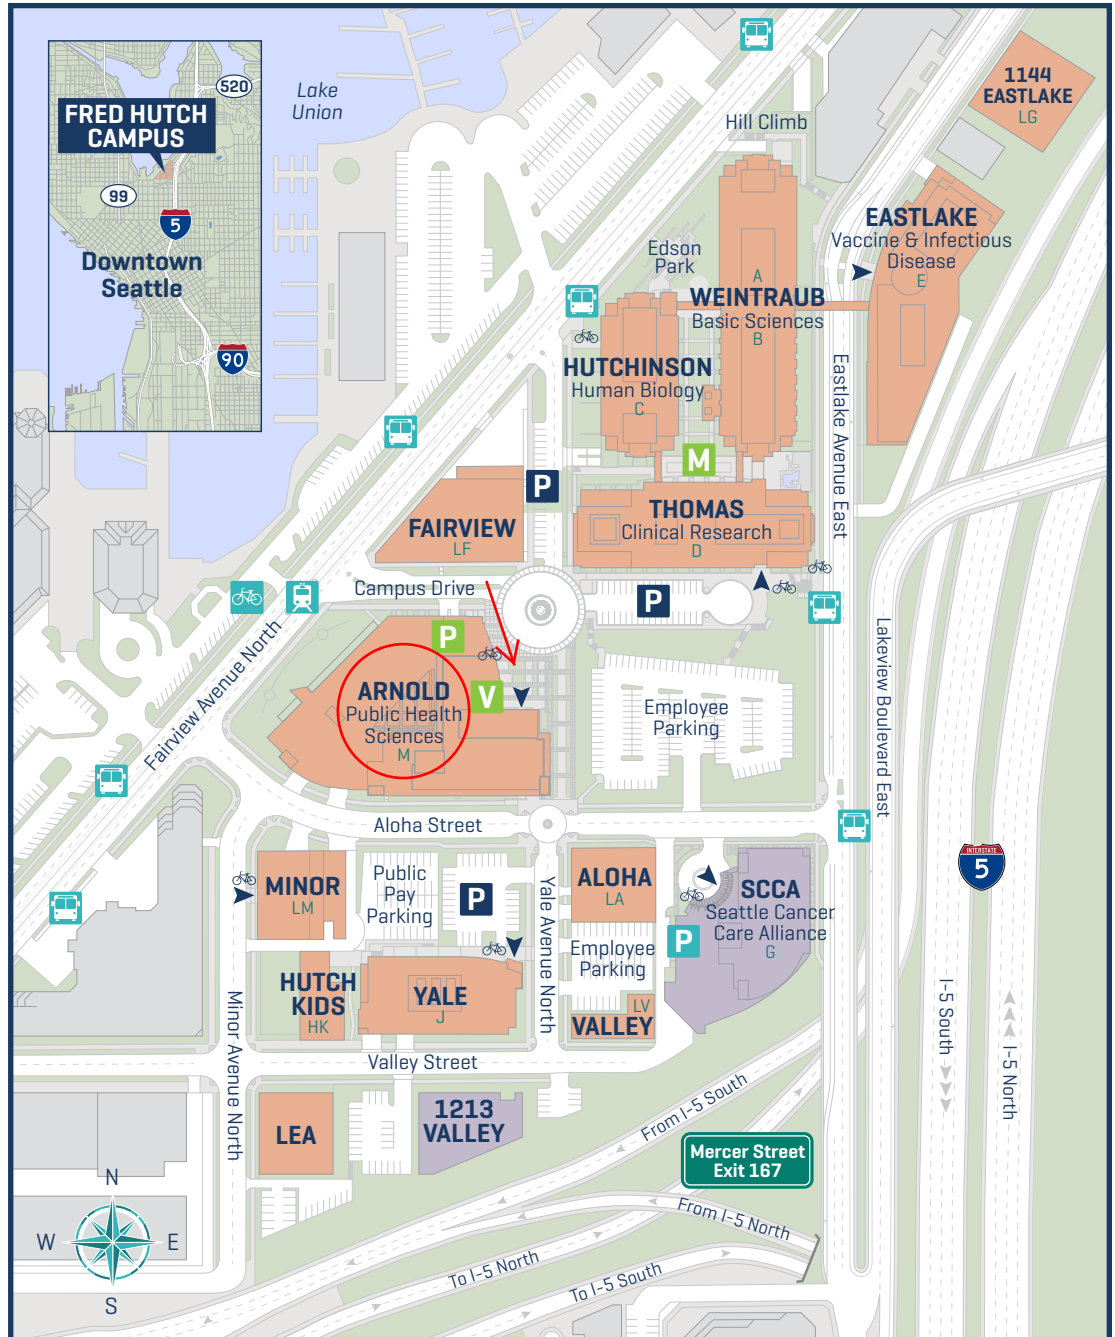 520
FRED HUTCH
CAMPUS
99
5
Downtown
Seattle
90
Lake
Union
Hill Climb
1144
EASTLAKE
LG
EASTLAKE
Vaccine & Infectious
Disease
E
Edson
Park
A
WEINTRAUB
Basic Sciences
B
HUTCHINSON
Human Biology
C
M
Eastlake Avenue East
P
THOMAS
Clinical Research
D
FAIRVIEW
LF
Campus Drive
P
P
Fairview Avenue North
ARNOLD
Public Health
Sciences
M
V
Employee
Parking
Lakeview Boulevard East
Aloha Street
INTERSTATE
5
MINOR
LM
Public
Pay
Parking
P
Yale Avenue North
ALOHA
LA
SCCA
Seattle Cancer
Care Alliance
G
P
Employee
Parking
HUTCH
KIDS
HK
YALE
J
LV
VALLEY
I-5 South
I-5 North
Minor Avenue North
Valley Street
LEA
1213
VALLEY
From I-5 South
Mercer Street
Exit 167
From I-5 North
To I-5 North
To I-5 South
N
W
E
S